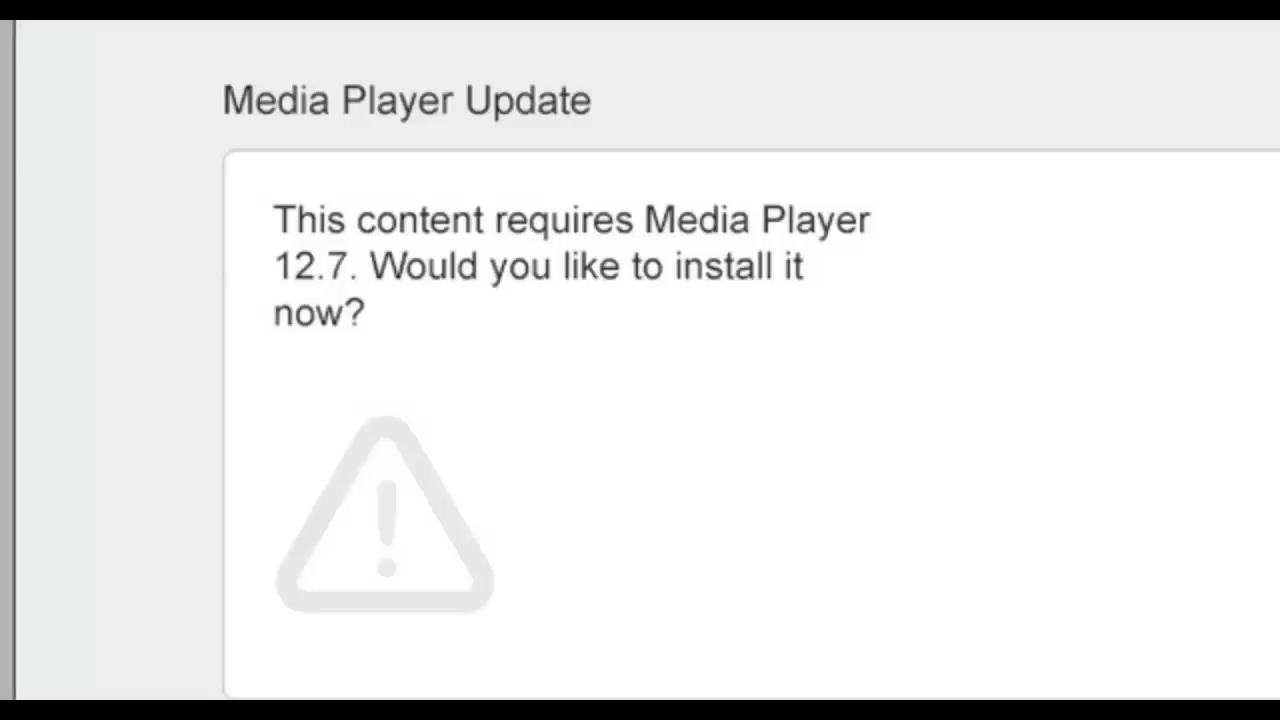 Media Player Update
This content requires Media Player
12.7. Would you like to install it
now?